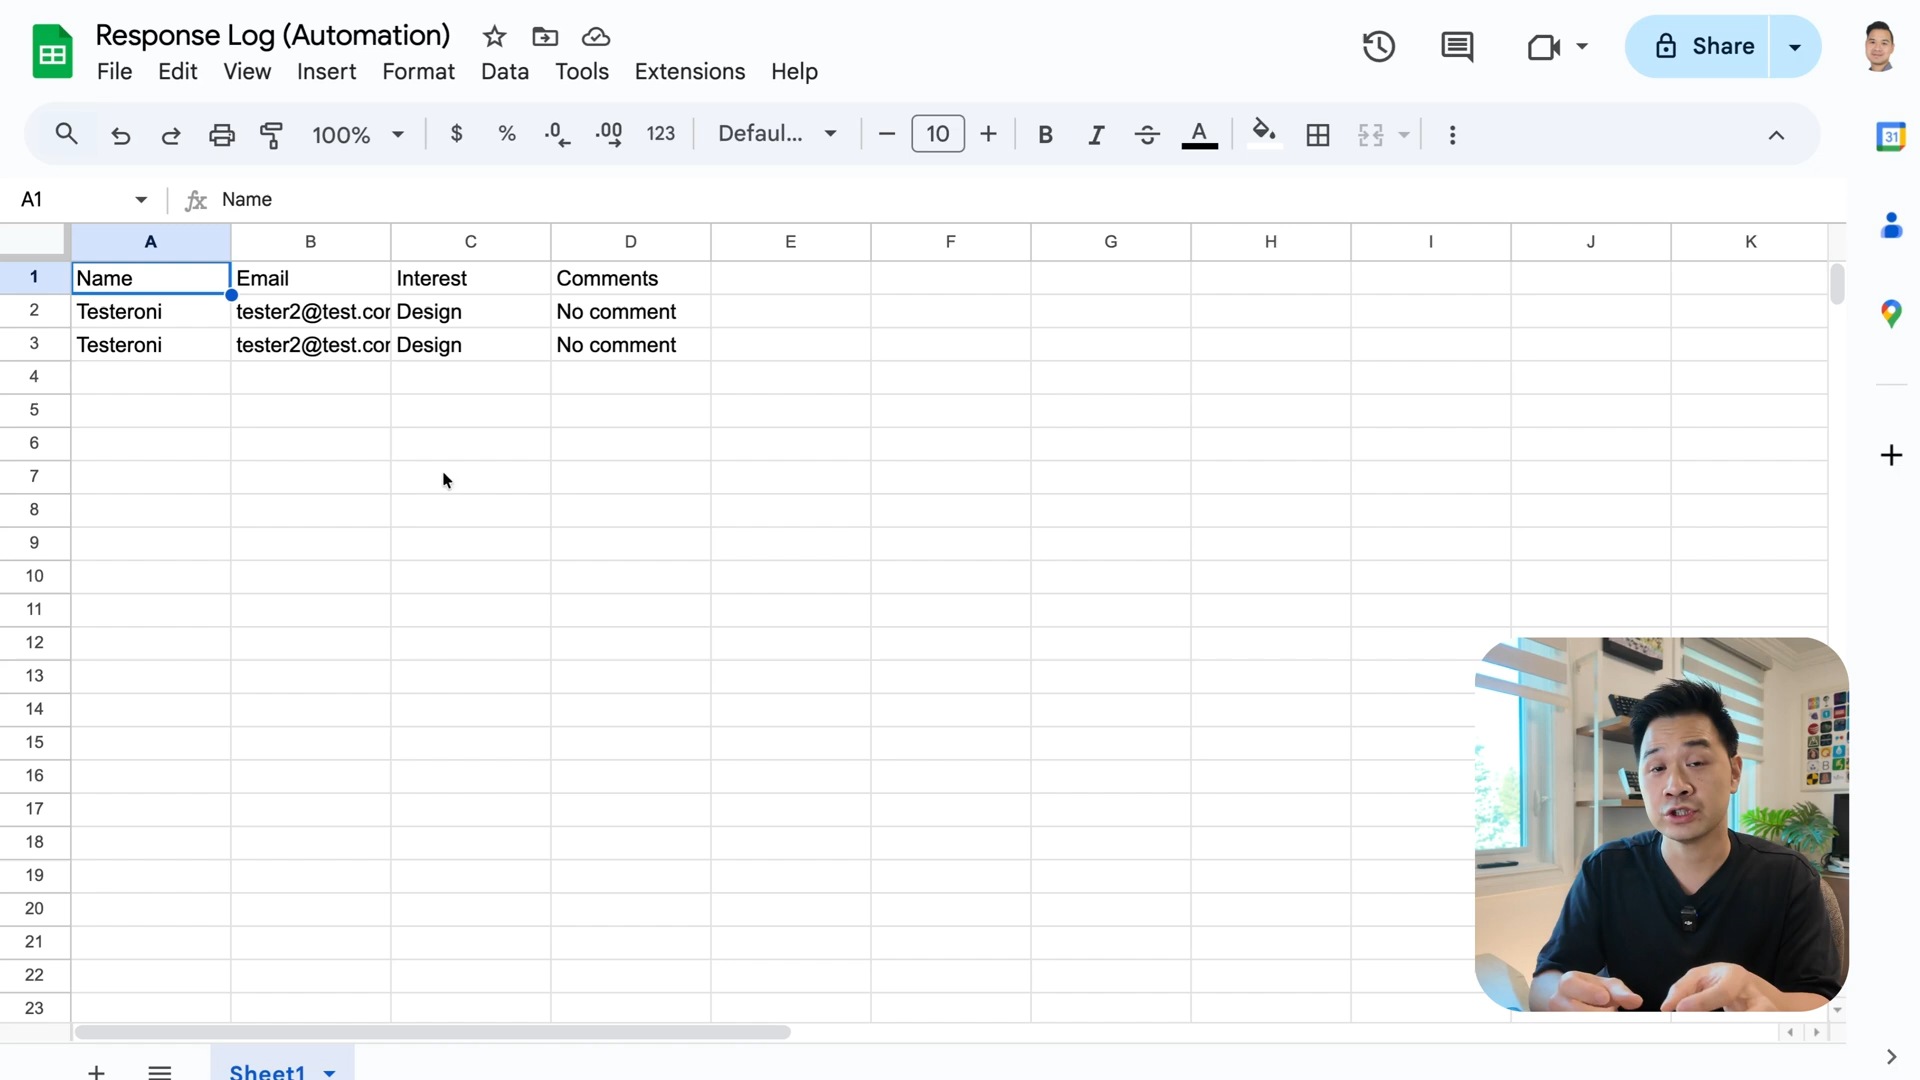 Response Log (Automation)
File Edit View Insert Format Data Tools Extensions Help
Share
100% $ % .0 .00 123 Defaul... 10 B I A
31
A1 fx Name
A B C D E F G H I J K
1 Name Email Interest Comments
2 Testeroni tester2@test.cor Design No comment
3 Testeroni tester2@test.cor Design No comment
4
5
6
7
8
9
10
11
12
13
14
15
16
17
18
19
20
21
22
23
Sheet1